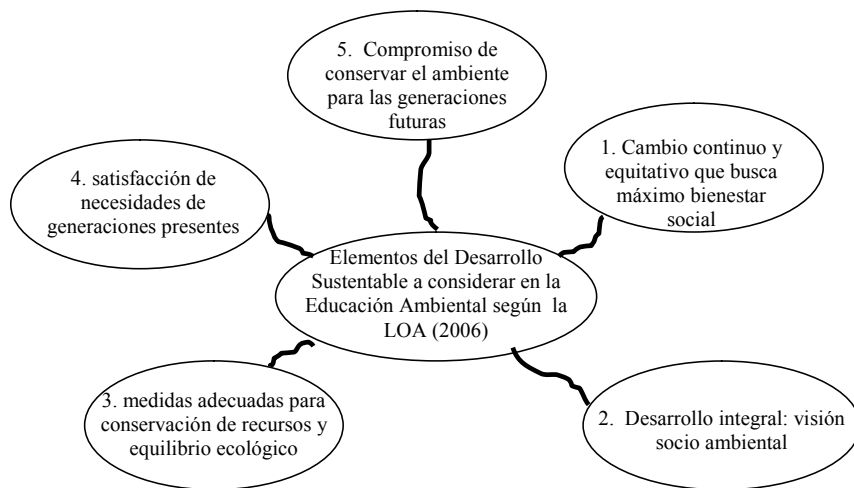 5. Compromiso de
conservar el ambiente
para las generaciones
futuras
1. Cambio continuo y
equitativo que busca
máximo bienestar
social
4. satisfacción de
necesidades de
generaciones presentes
Elementos del Desarrollo
Sustentable a considerar en la
Educación Ambiental según la
LOA (2006)
3. medidas adecuadas para
conservación de recursos y
equilibrio ecológico
2. Desarrollo integral: visión
socio ambiental